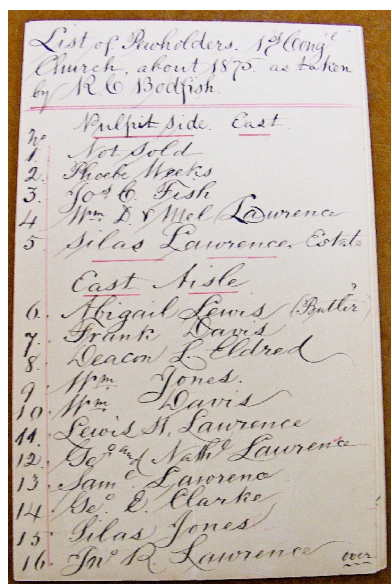 List of Pewholders. 1st Cong'l
Church, about 1875. as taken
by R. C. Bodfish.
No Pulpit Side. East.
1. Not Sold
2. Phoebe Weeks
3. Jos C. Fish
4 Wm. D. & Mel Lawrence
5 Silas Lawrence. Estate
East Aisle
6. Abigail Lewis (Butler?)
7. Frank Davis
8. Deacon L. Eldred
9. Wm. Jones.
10. Wm. Davis
11. Lewis H. Lawrence
12. Geo and Nathl Lawrence
13 Saml Lawrenc
14 Geo. E. Clarke
15 Silas Jones
16 Jno R. Lawrence over